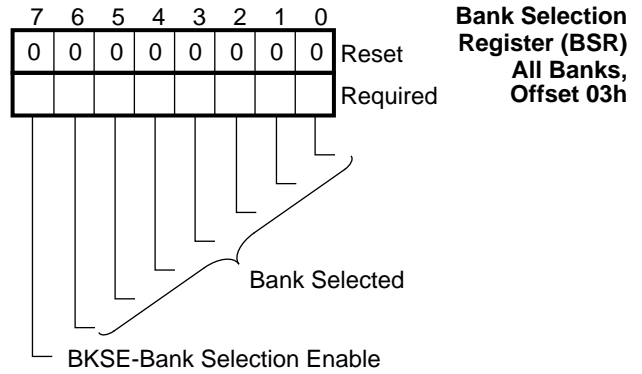 7 6 5 4 3 2 1 0
0 0 0 0 0 0 0 0 Reset
Required
Bank Selection
Register (BSR)
All Banks,
Offset 03h
Bank Selected
BKSE-Bank Selection Enable